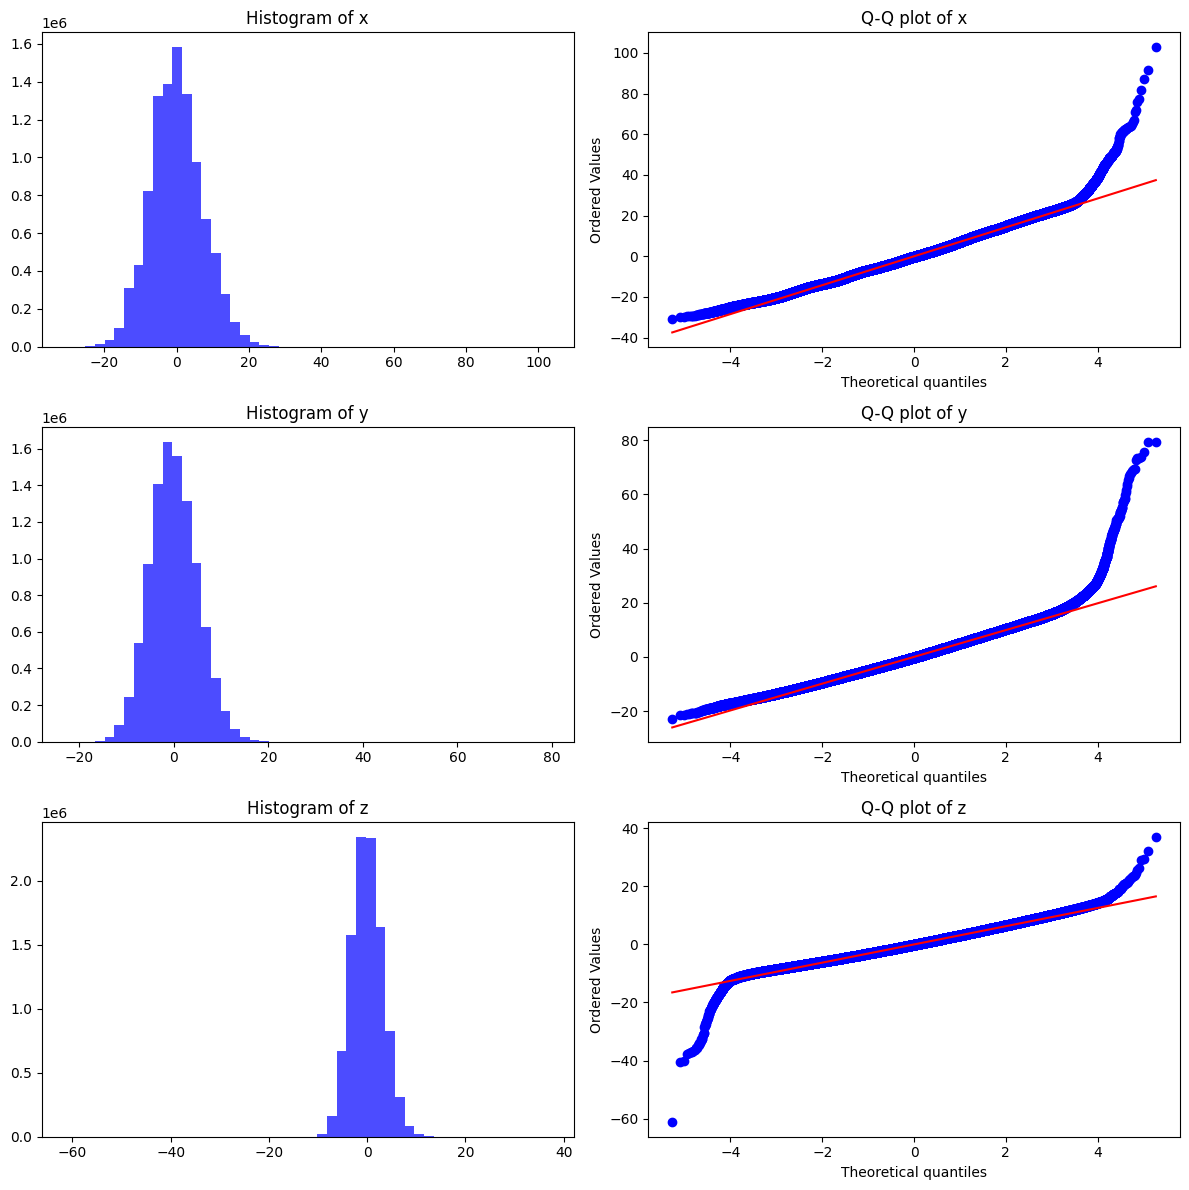 Histogram of x
1e6
1.6
1.4
1.2
1.0
0.8
0.6
0.4
0.2
0.0
−20 0 20 40 60 80 100
Q-Q plot of x
Ordered Values
100
80
60
40
20
0
−20
−40
−4 −2 0 2 4
Theoretical quantiles
Histogram of y
1e6
1.6
1.4
1.2
1.0
0.8
0.6
0.4
0.2
0.0
−20 0 20 40 60 80
Q-Q plot of y
Ordered Values
80
60
40
20
0
−20
−4 −2 0 2 4
Theoretical quantiles
Histogram of z
1e6
2.0
1.5
1.0
0.5
0.0
−60 −40 −20 0 20 40
Q-Q plot of z
Ordered Values
40
20
0
−20
−40
−60
−4 −2 0 2 4
Theoretical quantiles